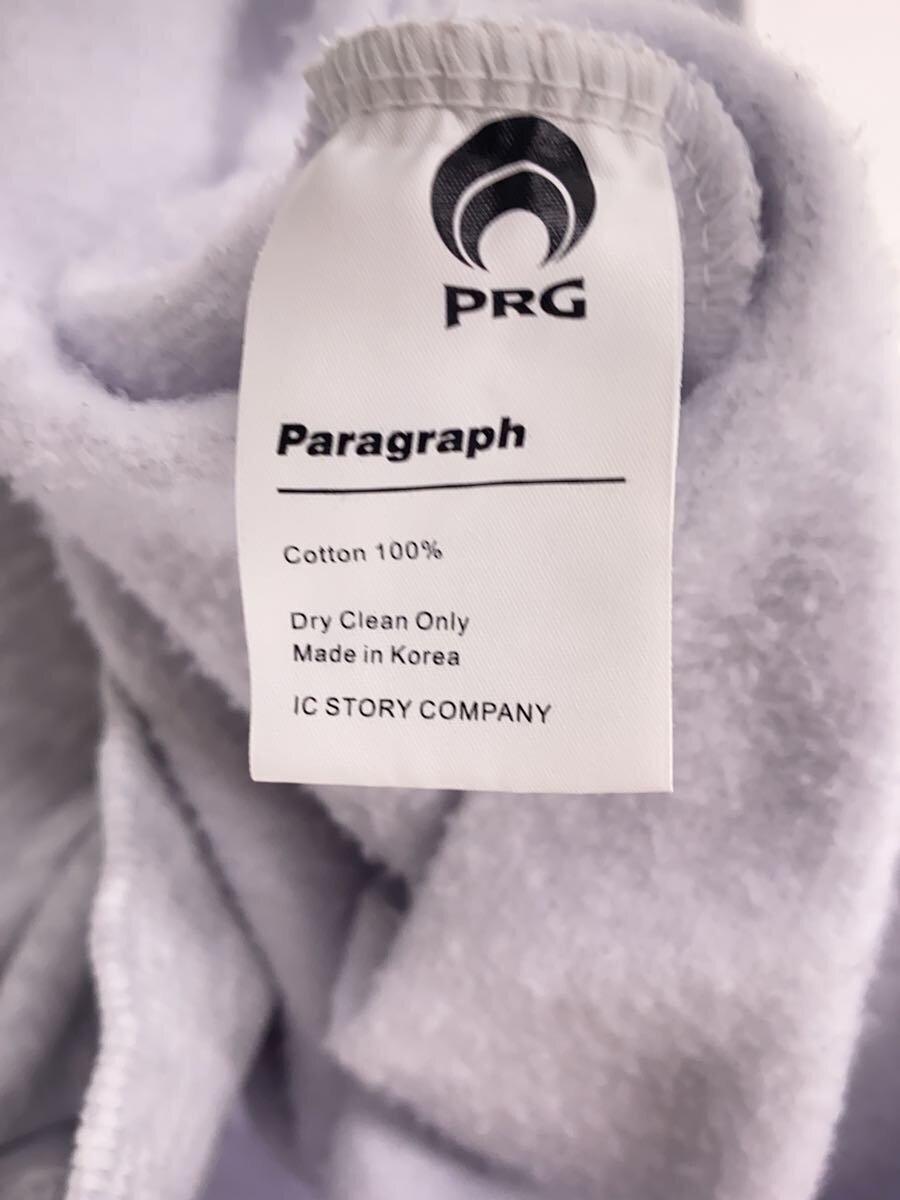 PRG
Paragraph
Cotton 100%
Dry Clean Only
Made in Korea
IC STORY COMPANY